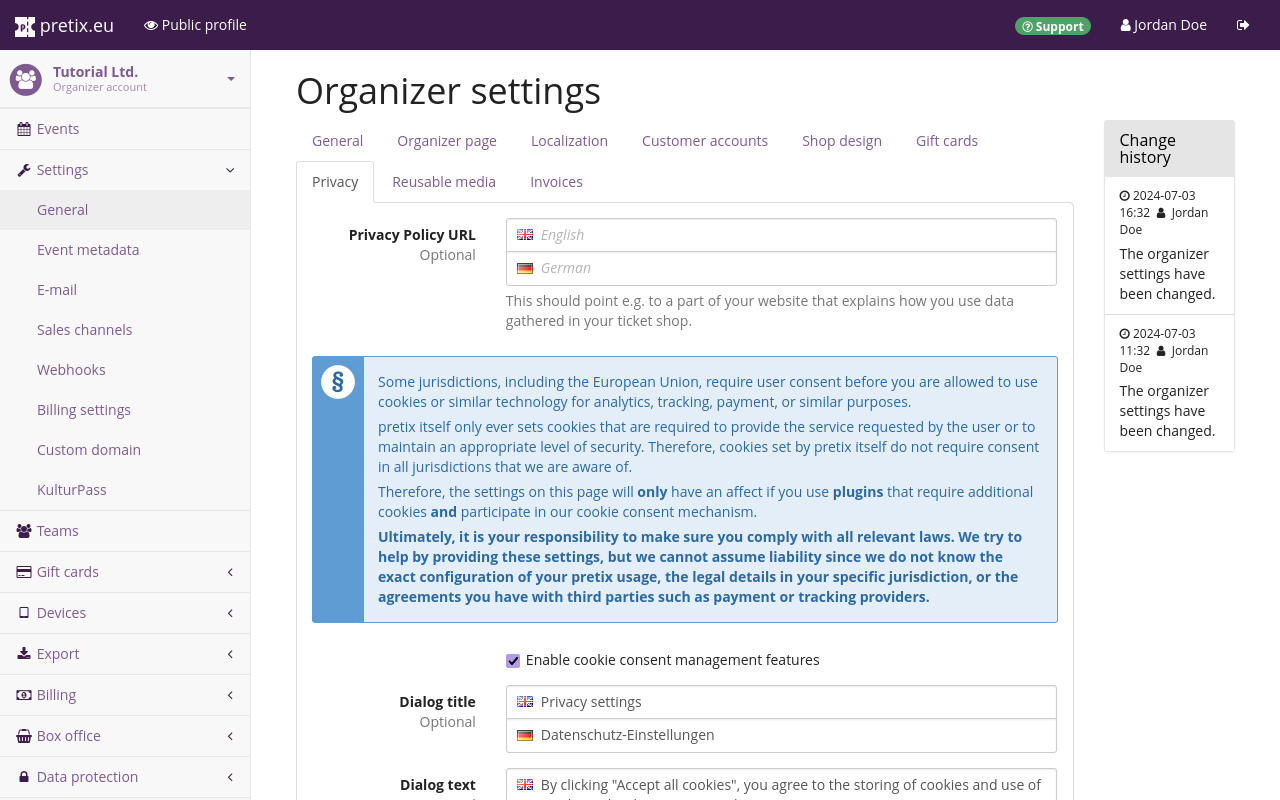 pretix.eu
Public profile
Support
Jordan Doe
Tutorial Ltd.
Organizer account
Events
Settings
General
Event metadata
E-mail
Sales channels
Webhooks
Billing settings
Custom domain
KulturPass
Teams
Gift cards
Devices
Export
Billing
Box office
Data protection
Organizer settings
General
Organizer page
Localization
Customer accounts
Shop design
Gift cards
Privacy
Reusable media
Invoices
Privacy Policy URL
Optional
English
German
This should point e.g. to a part of your website that explains how you use data
gathered in your ticket shop.
§
Some jurisdictions, including the European Union, require user consent before you are allowed to use
cookies or similar technology for analytics, tracking, payment, or similar purposes.
pretix itself only ever sets cookies that are required to provide the service requested by the user or to
maintain an appropriate level of security. Therefore, cookies set by pretix itself do not require consent
in all jurisdictions that we are aware of.
Therefore, the settings on this page will only have an affect if you use plugins that require additional
cookies and participate in our cookie consent mechanism.
Ultimately, it is your responsibility to make sure you comply with all relevant laws. We try to
help by providing these settings, but we cannot assume liability since we do not know the
exact configuration of your pretix usage, the legal details in your specific jurisdiction, or the
agreements you have with third parties such as payment or tracking providers.
Enable cookie consent management features
Dialog title
Optional
Privacy settings
Datenschutz-Einstellungen
Dialog text
By clicking "Accept all cookies", you agree to the storing of cookies and use of
Change
history
2024-07-03
16:32 Jordan
Doe
The organizer
settings have
been changed.
2024-07-03
11:32 Jordan
Doe
The organizer
settings have
been changed.